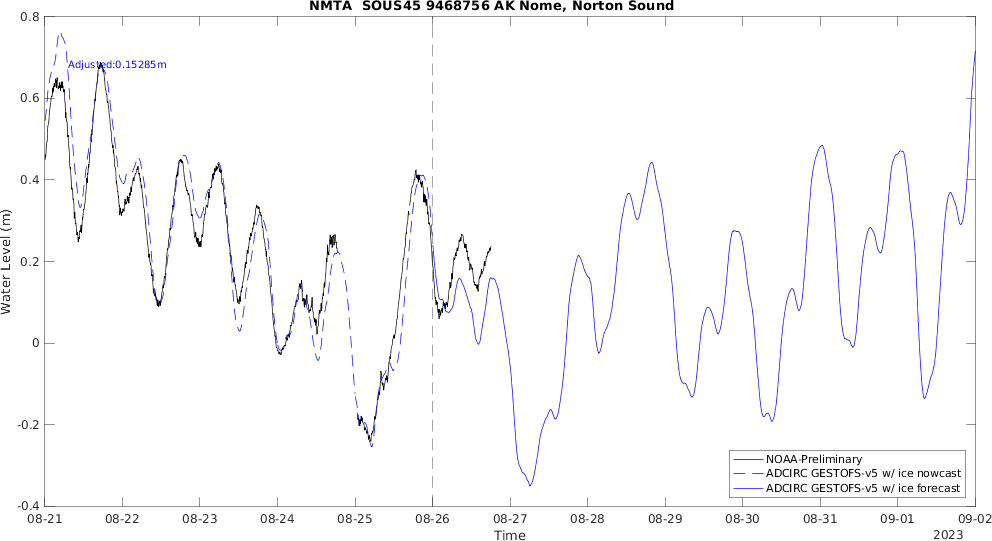 NMTA  SOUS45 9468756 AK Nome, Norton Sound
Adjusted:0.15285m
Water Level (m)
0.8
0.6
0.4
0.2
0
-0.2
-0.4
NOAA-Preliminary
ADCIRC GESTOFS-v5 w/ ice nowcast
ADCIRC GESTOFS-v5 w/ ice forecast
08-21 08-22 08-23 08-24 08-25 08-26 08-27 08-28 08-29 08-30 08-31 09-01 09-02
Time
2023